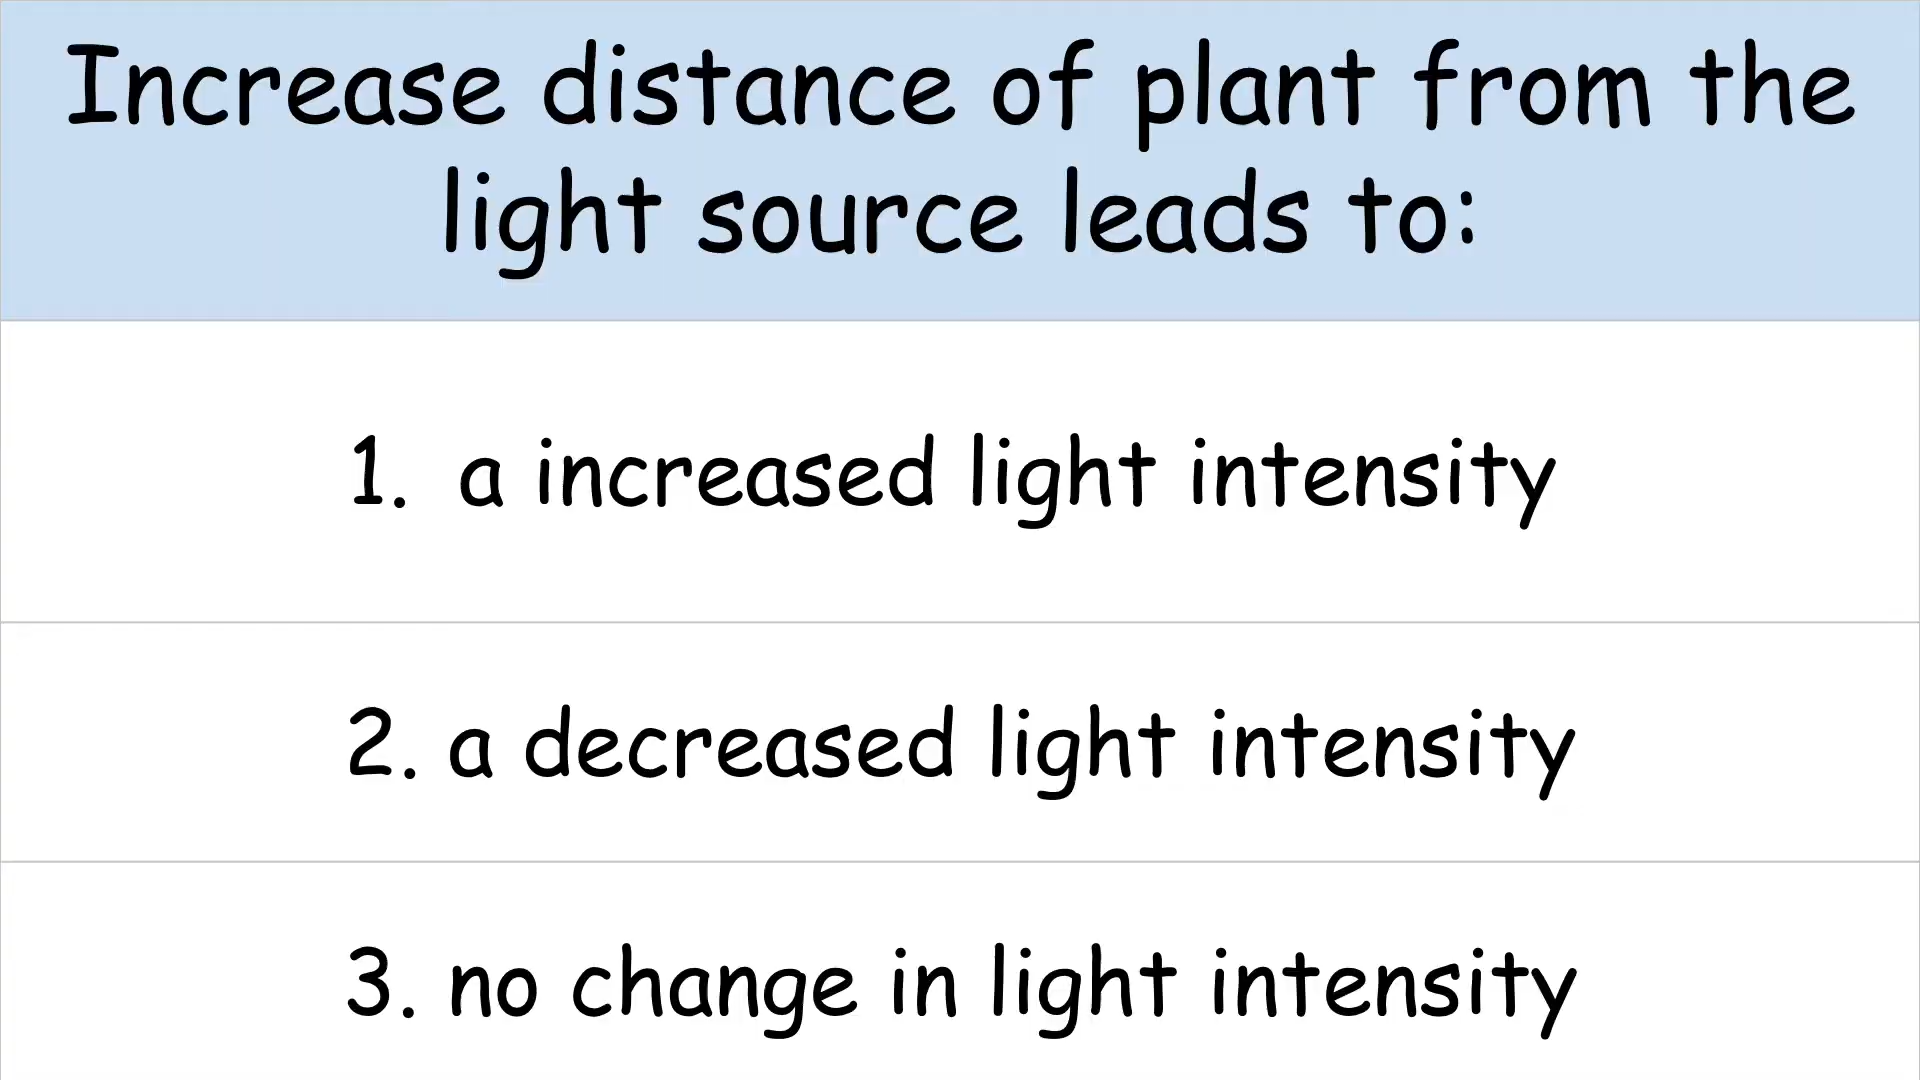 Increase distance of plant from the
light source leads to:
1. a increased light intensity
2. a decreased light intensity
3. no change in light intensity